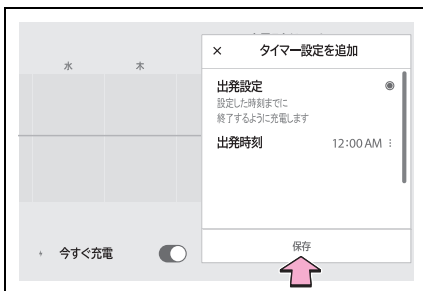 水
木
× タイマー設定を追加
出発設定
設定した時刻までに
終了するように充電します
出発時刻 12:00 AM
今すぐ充電
保存